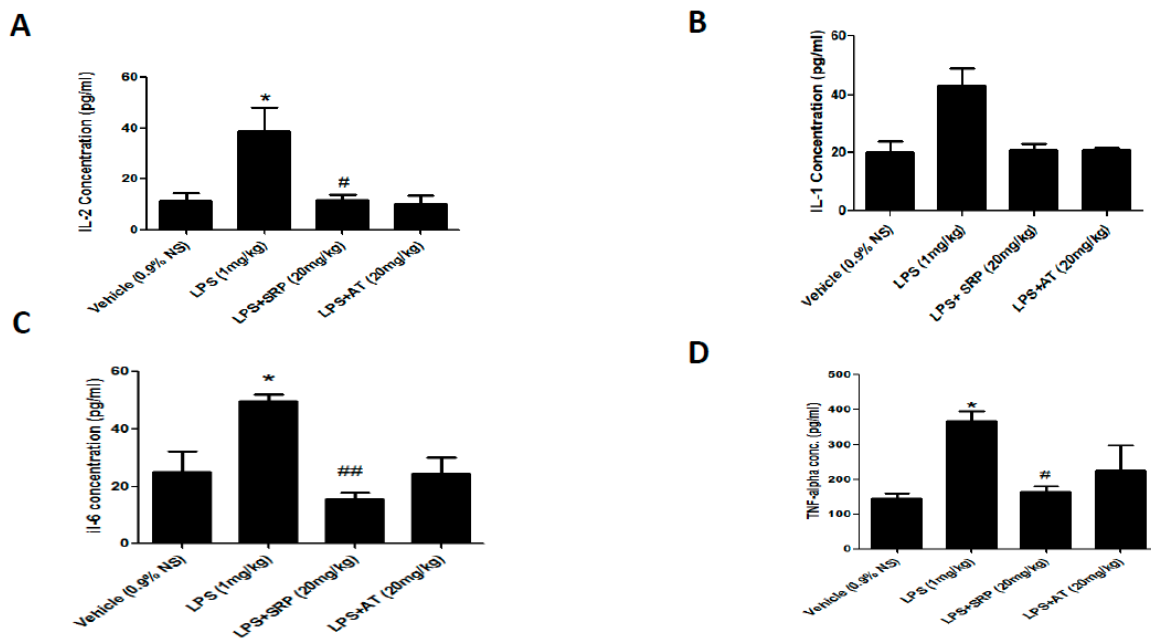 A
IL-2 Concentration (pg/ml)
60
40
20
0
*
#
Vehicle (0.9% NS)
LPS (1mg/kg)
LPS+SRP (20mg/kg)
LPS+AT (20mg/kg)
B
IL-1 Concentration (pg/ml)
60
40
20
0
Vehicle (0.9% NS)
LPS (1mg/kg)
LPS+ SRP (20mg/kg)
LPS+AT (20mg/kg)
C
il-6 concentration (pg/ml)
60
40
20
0
*
##
Vehicle (0.9% NS)
LPS (1mg/kg)
LPS+SRP (20mg/kg)
LPS+AT (20mg/kg)
D
TNF-alpha conc. (pg/ml)
500
400
300
200
100
0
*
#
Vehicle (0.9% NS)
LPS (1mg/kg)
LPS+SRP (20mg/kg)
LPS+AT (20mg/kg)